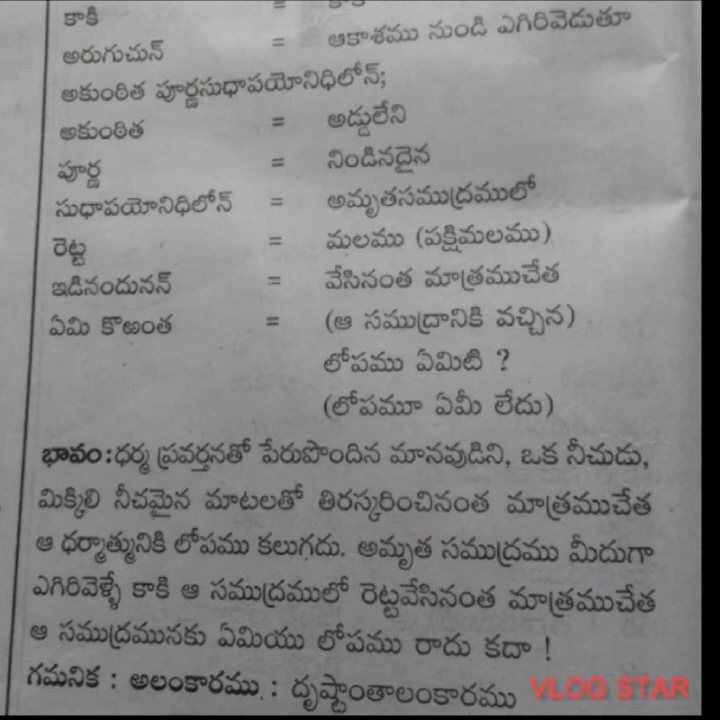 కాకి =
అరుగుచున్ = ఆకాశము నుండి ఎగిరివెడుతూ
అకుంఠిత పూర్ణసుధాపయోనిధిలోన్;
అకుంఠిత = అడ్డులేని
పూర్ణ = నిండినదైన
సుధాపయోనిధిలోన్ = అమృతసముద్రములో
రెట్ట = మలము (పక్షిమలము)
ఇడినందునన్ = వేసినంత మాత్రముచేత
ఏమి కొఱంత = (ఆ సముద్రానికి వచ్చిన)
లోపము ఏమిటి ?
(లోపమూ ఏమీ లేదు)
భావం : ధర్మ ప్రవర్తనతో పేరుపొందిన మానవుడిని, ఒక నీచుడు,
మిక్కిలి నీచమైన మాటలతో తిరస్కరించినంత మాత్రముచేత
ఆ ధర్మాత్మునికి లోపము కలుగదు. అమృత సముద్రము మీదుగా
ఎగిరివెళ్ళే కాకి ఆ సముద్రములో రెట్టవేసినంత మాత్రముచేత
ఆ సముద్రమునకు ఏమియు లోపము రాదు కదా !
గమనిక : అలంకారము : దృష్టాంతాలంకారము
VLOG STAR